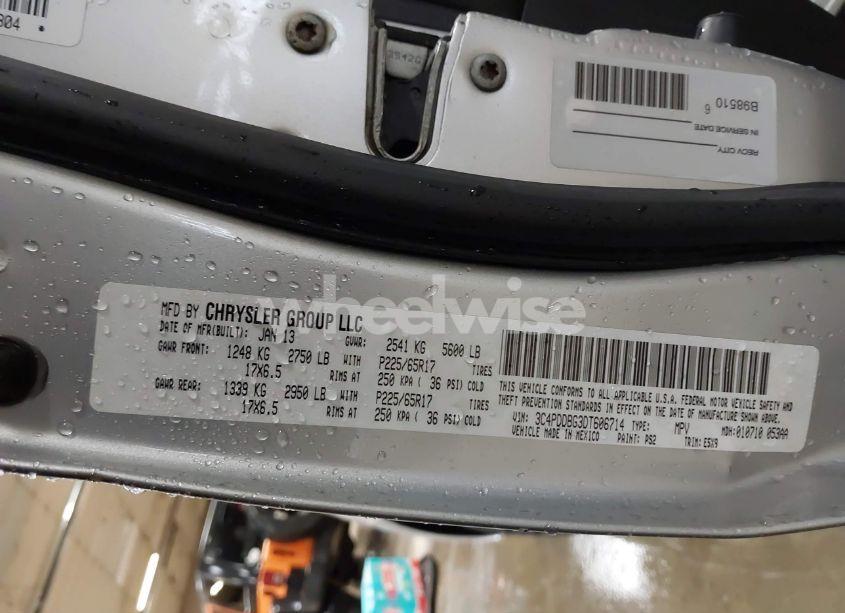 804
2942G
B98510 6
IN SERVICE DATE
RECV CITY
wheelwise
MFD BY CHRYSLER GROUP LLC
DATE OF MFR(BUILT): JAN 13 GVWR: 2541 KG 5600 LB
GAWR FRONT: 1248 KG 2750 LB WITH P225/65R17 TIRES
17X6.5 RIMS AT 250 KPA ( 36 PSI) COLD
GAWR REAR: 1339 KG 2950 LB WITH P225/65R17 TIRES
17X6.5 RIMS AT 250 KPA ( 36 PSI) COLD
THIS VEHICLE CONFORMS TO ALL APPLICABLE U.S.A. FEDERAL MOTOR VEHICLE SAFETY AND
THEFT PREVENTION STANDARDS IN EFFECT ON THE DATE OF MANUFACTURE SHOWN ABOVE.
VIN: 3C4PDDBG3DT606714 TYPE: MPV MDH:010710 053AA
VEHICLE MADE IN MEXICO PAINT: PS2 TRIM: E5X9